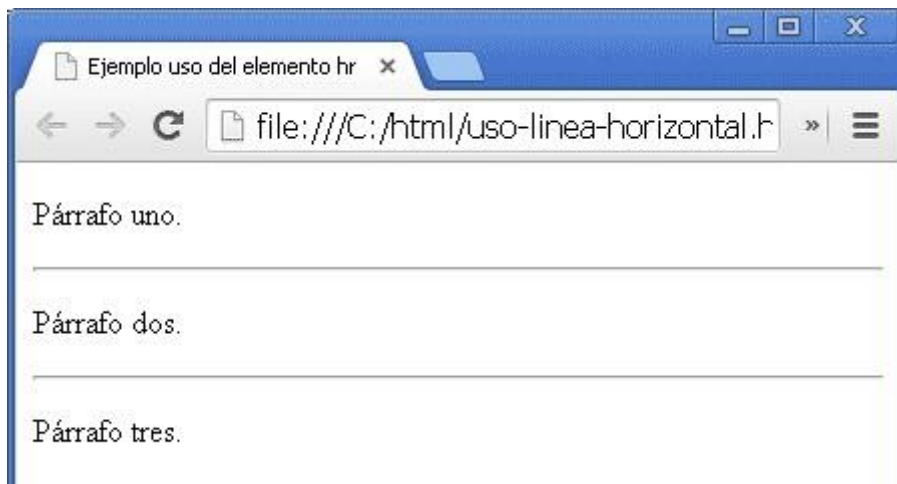 Ejemplo uso del elemento hr
file:///C:/html/uso-linea-horizontal.h
Párrafo uno.
Párrafo dos.
Párrafo tres.